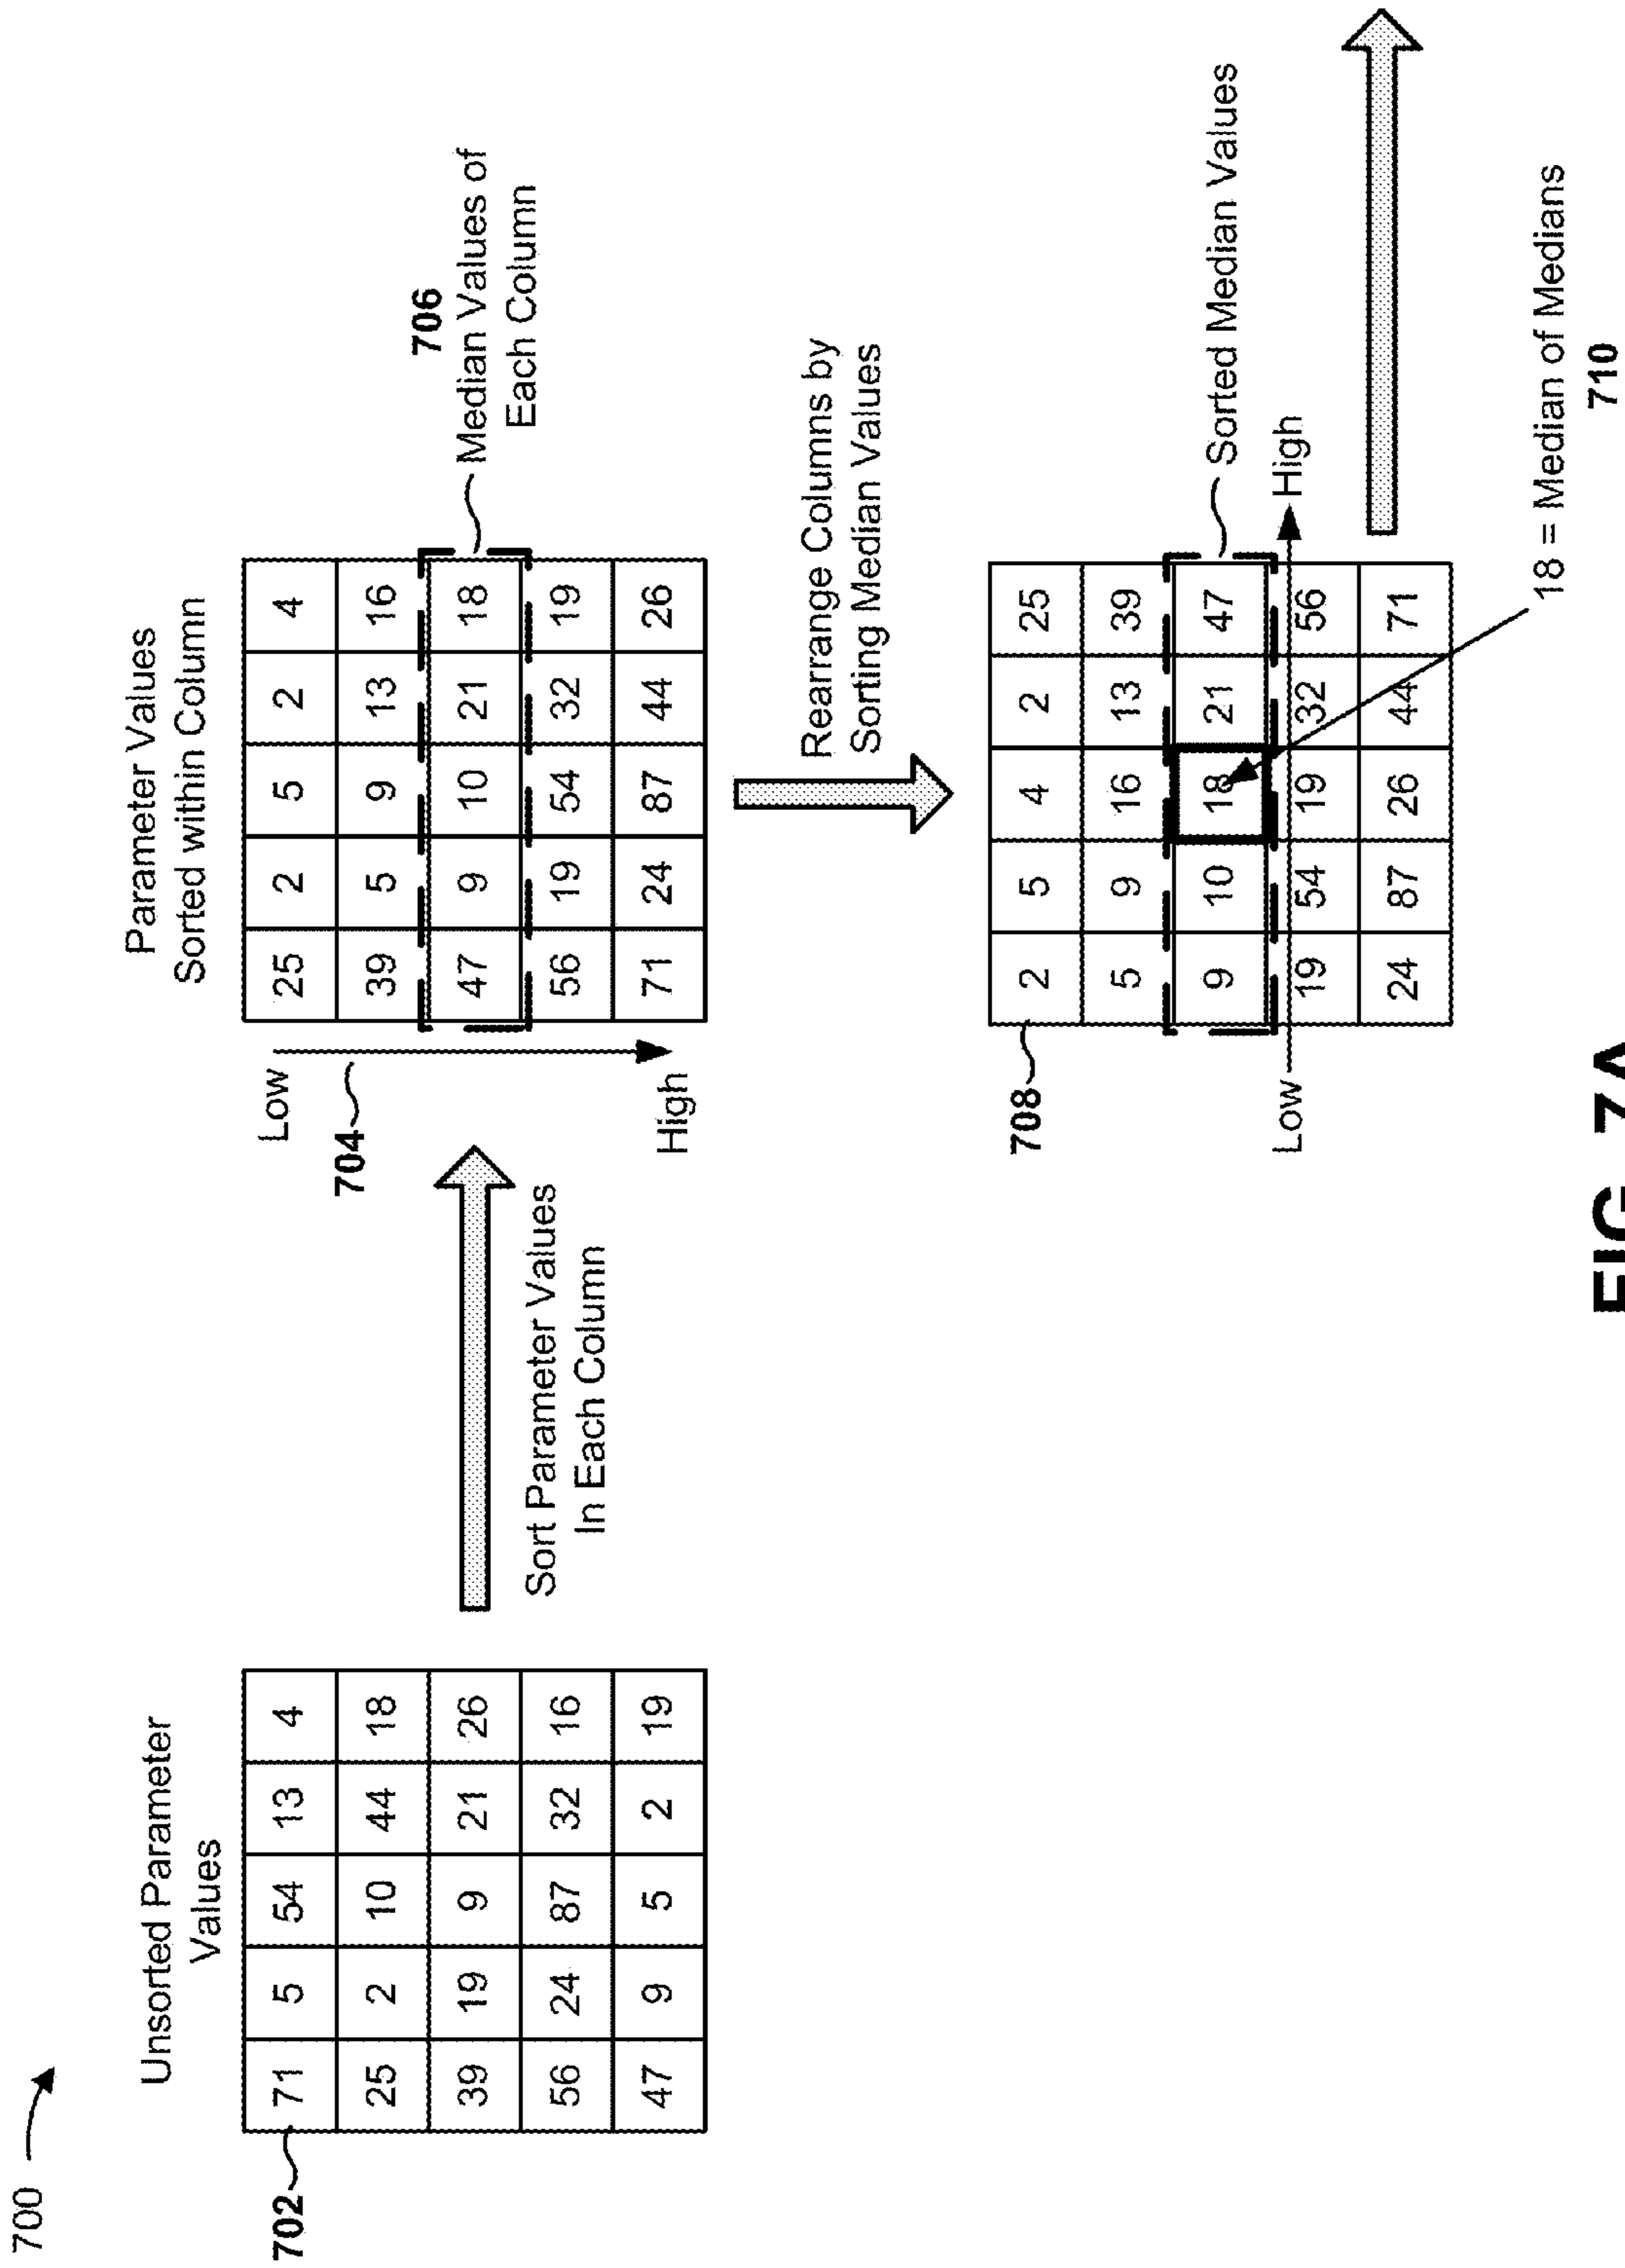 700
Unsorted Parameter
Values
702
71 5 54 13 4
25 2 10 44 18
39 19 9 21 26
56 24 87 32 16
47 9 5 2 19
Sort Parameter Values
In Each Column
Parameter Values
Sorted within Column
Low
704
High
25 2 5 2 4
39 5 9 13 16
47 9 10 21 18
56 19 54 32 19
71 24 87 44 26
706
Median Values of
Each Column
Rearrange Columns by
Sorting Median Values
708
2 5 4 2 25
5 9 16 13 39
9 10 18 21 47
19 54 19 32 56
24 87 26 44 71
Sorted Median Values
Low
High
18 = Median of Medians
710
FIG. 7A